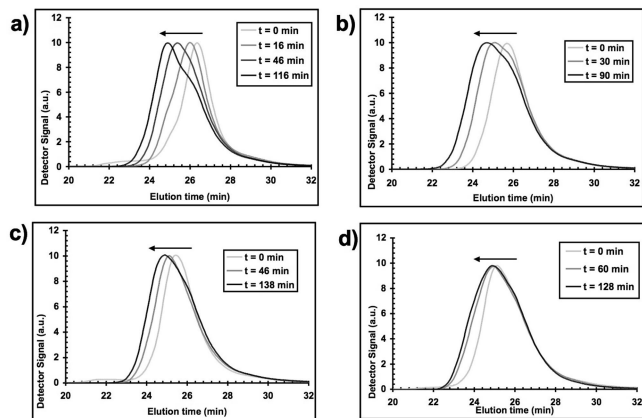 a)
Detector Signal (a.u.)
10
8
6
4
2
0
20 22 24 26 28 30 32
Elution time (min)
t = 0 min
t = 16 min
t = 46 min
t = 116 min
b)
Detector Signal (a.u.)
12
10
8
6
4
2
0
20 22 24 26 28 30 32
Elution time (min)
t = 0 min
t = 30 min
t = 90 min
c)
Detector Signal (a.u.)
12
10
8
6
4
2
0
20 22 24 26 28 30 32
Elution time (min)
t = 0 min
t = 46 min
t = 138 min
d)
Detector Signal (a.u.)
12
10
8
6
4
2
0
20 22 24 26 28 30 32
Elution time (min)
t = 0 min
t = 60 min
t = 128 min